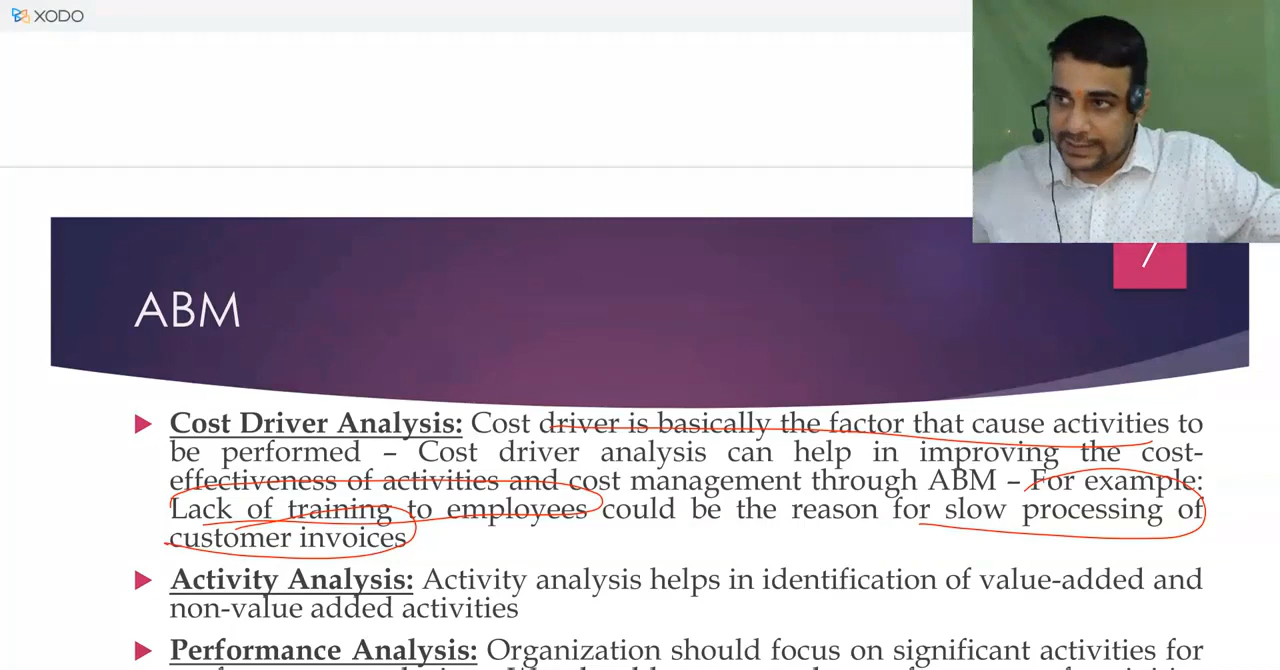 XODO
7
ABM
Cost Driver Analysis: Cost driver is basically the factor that cause activities to
be performed – Cost driver analysis can help in improving the cost-
effectiveness of activities and cost management through ABM – For example:
Lack of training to employees could be the reason for slow processing of
customer invoices
Activity Analysis: Activity analysis helps in identification of value-added and
non-value added activities
Performance Analysis: Organization should focus on significant activities for